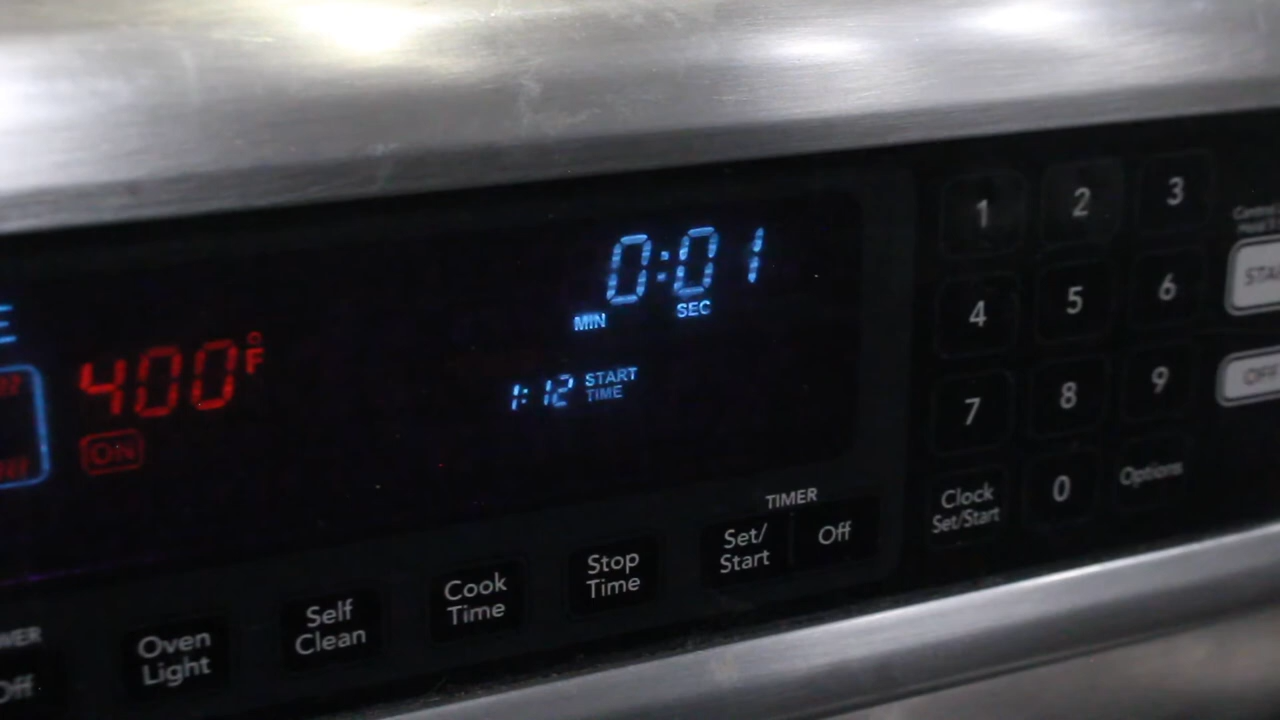 0:01
MIN SEC
400°F
ON
1:12 START TIME
1 2 3
4 5 6
7 8 9
Clock Set/Start 0 Options
OFF
TIMER
Set/Start Off
Stop Time
Cook Time
Self Clean
Oven Light
Off